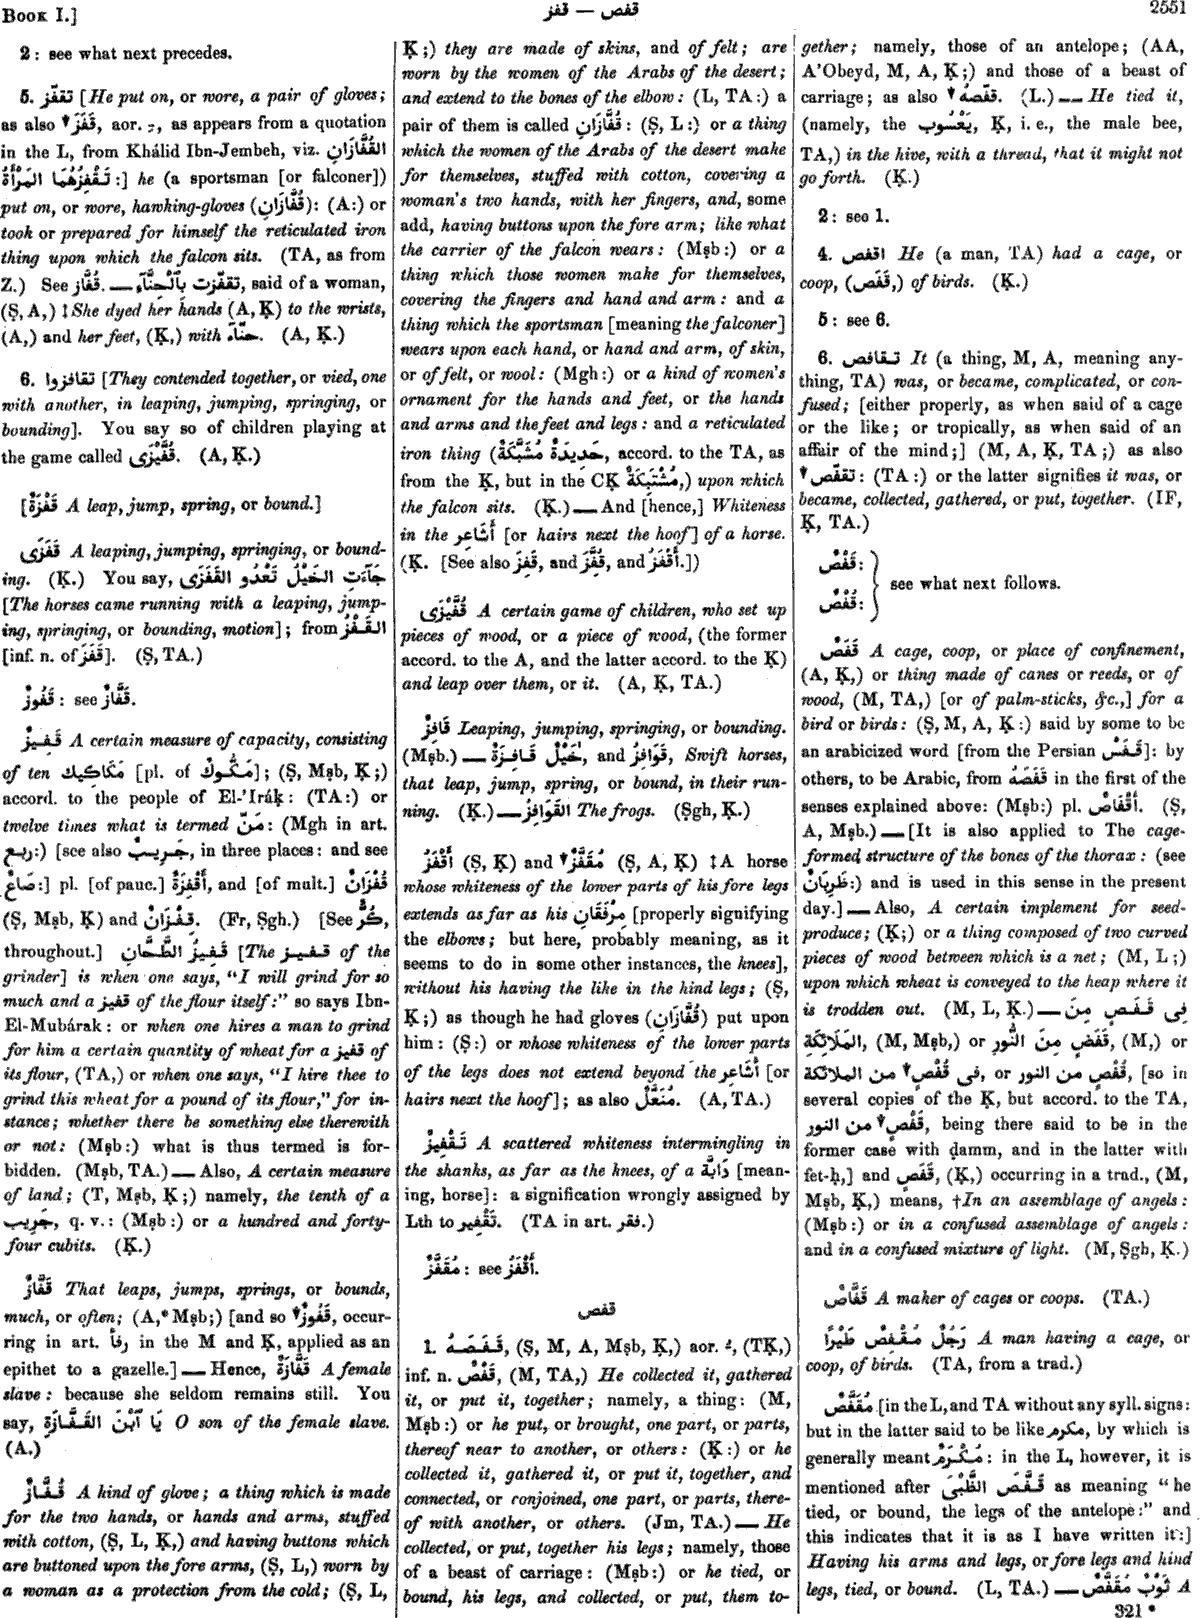 BOOK I.]
قفص — قفز
2551
2: see what next precedes.
5. تقفّز [He put on, or wore, a pair of gloves;
as also ▼قَفَزَ, aor. ـِ, as appears from a quotation
in the L, from Khálid Ibn-Jembeh, viz. القُفَّازَانِ
تَقْفِزُهُمَا المَرْأَةُ:] he (a sportsman [or falconer])
put on, or wore, hawking-gloves (قُفَّازَانِ): (A:) or
took or prepared for himself the reticulated iron
thing upon which the falcon sits. (TA, as from
Z.) See قُفَّاز. — تقفّزت بِٱلْحِنَّآءِ, said of a woman,
(Ṣ, A,) ‡She dyed her hands (A, Ḳ) to the wrists,
(A,) and her feet, (Ḳ,) with حنّآء. (A, Ḳ.)
6. تقافزوا [They contended together, or vied, one
with another, in leaping, jumping, springing, or
bounding]. You say so of children playing at
the game called قُفَّيْزَى. (A, Ḳ.)
[قَفْزَةٌ A leap, jump, spring, or bound.]
قَفَزَى A leaping, jumping, springing, or bound-
ing. (Ḳ.) You say, جَآءَتِ الخَيْلُ تَعْدُو القَفَزَى
[The horses came running with a leaping, jump-
ing, springing, or bounding, motion]; from القَفْزُ
[inf. n. of قَفَزَ]. (Ṣ, TA.)
قَفُوزٌ: see قَفَّازٌ.
قَفِيزٌ A certain measure of capacity, consisting
of ten مَكَاكِيك [pl. of مَكُّوكٌ]; (Ṣ, Mṣb, Ḳ;)
accord. to the people of El-'Iráḳ: (TA:) or
twelve times what is termed مَنّ: (Mgh in art.
ربع:) [see also جَرِيبٌ, in three places: and see
صَاعٌ:] pl. [of pauc.] أَقْفِزَةٌ, and [of mult.] قُفْزَانٌ
(Ṣ, Mṣb, Ḳ) and قِفْزَانٌ. (Fr, Ṣgh.) [See كُرٌّ,
throughout.] قَفِيزُ الطَّحَّانِ [The قفيز of the
grinder] is when one says, "I will grind for so
much and a قفيز of the flour itself:" so says Ibn-
El-Mubárak: or when one hires a man to grind
for him a certain quantity of wheat for a قفيز of
its flour, (TA,) or when one says, "I hire thee to
grind this wheat for a pound of its flour," for in-
stance; whether there be something else therewith
or not: (Mṣb:) what is thus termed is for-
bidden. (Mṣb, TA.) — Also, A certain measure
of land; (T, Mṣb, Ḳ;) namely, the tenth of a
جَرِيب, q. v.: (Mṣb:) or a hundred and forty-
four cubits. (Ḳ.)
قَفَّازٌ That leaps, jumps, springs, or bounds,
much, or often; (A,* Mṣb;) [and so ▼قَفُوزٌ, occur-
ring in art. رفأ in the M and Ḳ, applied as an
epithet to a gazelle.] — Hence, قَفَّازَةٌ A female
slave: because she seldom remains still. You
say, يَا ٱبْنَ القَفَّازَةِ O son of the female slave.
(A,)
قُفَّازٌ A kind of glove; a thing which is made
for the two hands, or hands and arms, stuffed
with cotton, (Ṣ, L, Ḳ,) and having buttons which
are buttoned upon the fore arms, (Ṣ, L,) worn by
a woman as a protection from the cold; (Ṣ, L,
Ḳ;) they are made of skins, and of felt; are
worn by the women of the Arabs of the desert;
and extend to the bones of the elbow: (L, TA:) a
pair of them is called قُفَّازَانِ: (Ṣ, L:) or a thing
which the women of the Arabs of the desert make
for themselves, stuffed with cotton, covering a
woman's two hands, with her fingers, and, some
add, having buttons upon the fore arm; like what
the carrier of the falcon wears: (Mṣb:) or a
thing which those women make for themselves,
covering the fingers and hand and arm: and a
thing which the sportsman [meaning the falconer]
wears upon each hand, or hand and arm, of skin,
or of felt, or wool: (Mgh:) or a kind of women's
ornament for the hands and feet, or the hands
and arms and the feet and legs: and a reticulated
iron thing (حَدِيدَةٌ مُشَبَّكَةٌ, accord. to the TA, as
from the Ḳ, but in the CḲ مُشْتَبِكَةٌ,) upon which
the falcon sits. (Ḳ.) — And [hence,] Whiteness
in the أَشَاعِر [or hairs next the hoof] of a horse.
(Ḳ. [See also قَفِزَ, and قُفِّزَ, and أَقْفَزُ.])
قُفَّيْزَى A certain game of children, who set up
pieces of wood, or a piece of wood, (the former
accord. to the A, and the latter accord. to the Ḳ)
and leap over them, or it. (A, Ḳ, TA.)
قَافِزٌ Leaping, jumping, springing, or bounding.
(Mṣb.) — خَيْلٌ قَافِزَةٌ, and قَوَافِزُ, Swift horses,
that leap, jump, spring, or bound, in their run-
ning. (Ḳ.) — القَوَافِزُ The frogs. (Ṣgh, Ḳ.)
أَقْفَزُ (Ṣ, Ḳ) and ▼مُقَفَّزٌ (Ṣ, A, Ḳ) ‡A horse
whose whiteness of the lower parts of his fore legs
extends as far as his مِرْفَقَانِ [properly signifying
the elbows; but here, probably meaning, as it
seems to do in some other instances, the knees],
without his having the like in the hind legs; (Ṣ,
Ḳ;) as though he had gloves (قُفَّازَانِ) put upon
him: (Ṣ:) or whose whiteness of the lower parts
of the legs does not extend beyond the أَشَاعِر [or
hairs next the hoof]; as also مُنَعَّلٌ. (A, TA.)
تَقْفِيزٌ A scattered whiteness intermingling in
the shanks, as far as the knees, of a دَابَّة [mean-
ing, horse]: a signification wrongly assigned by
Lth to تَقْفِير. (TA in art. فقر.)
مُقَفَّزٌ: see أَقْفَزُ.
قفص
1. قَفَصَهُ, (Ṣ, M, A, Mṣb, Ḳ,) aor. ـُ, (TḲ,)
inf. n. قَفْصٌ, (M, TA,) He collected it, gathered
it, or put it, together; namely, a thing: (M,
Mṣb:) or he put, or brought, one part, or parts,
thereof near to another, or others: (Ḳ:) or he
collected it, gathered it, or put it, together, and
connected, or conjoined, one part, or parts, there-
of with another, or others. (Jm, TA.) — He
collected, or put, together his legs; namely, those
of a beast of carriage: (Mṣb:) or he tied, or
bound, his legs, and collected, or put, them to-
gether; namely, those of an antelope; (AA,
A'Obeyd, M, A, Ḳ;) and those of a beast of
carriage; as also ▼قفّصهُ. (L.) — He tied it,
(namely, the يَعْسُوب, Ḳ, i. e., the male bee,
TA,) in the hive, with a thread, that it might not
go forth. (Ḳ.)
2: see 1.
4. اقفص He (a man, TA) had a cage, or
coop, (قَفَص,) of birds. (Ḳ.)
5: see 6.
6. تقافص It (a thing, M, A, meaning any-
thing, TA) was, or became, complicated, or con-
fused; [either properly, as when said of a cage
or the like; or tropically, as when said of an
affair of the mind;] (M, A, Ḳ, TA;) as also
▼تقفّص: (TA:) or the latter signifies it was, or
became, collected, gathered, or put, together. (IF,
Ḳ, TA.)
قَفْصٌ:
see what next follows.
قُفْصٌ:
قَفَصٌ A cage, coop, or place of confinement,
(A, Ḳ,) or thing made of canes or reeds, or of
wood, (M, TA,) [or of palm-sticks, &c.,] for a
bird or birds: (Ṣ, M, A, Ḳ:) said by some to be
an arabicized word [from the Persian قَفَسْ]: by
others, to be Arabic, from قَفَصَهُ in the first of the
senses explained above: (Mṣb:) pl. أَقْفَاصٌ. (Ṣ,
A, Mṣb.) — [It is also applied to The cage-
formed structure of the bones of the thorax: (see
ظَرِبَانٌ:) and is used in this sense in the present
day.] — Also, A certain implement for seed-
produce; (Ḳ;) or a thing composed of two curved
pieces of wood between which is a net; (M, L;)
upon which wheat is conveyed to the heap where it
is trodden out. (M, L, Ḳ.) — فِى قَفَصٍ مِنَ
المَلَائِكَةِ, (M, Mṣb,) or قَفَصٍ مِنَ النُّورِ, (M,) or
فى ▼قُفْصٍ من الملائكة, or قُفْصٍ من النور, [so in
several copies of the Ḳ, but accord. to the TA,
▼قَفْصٍ من النور, being there said to be in the
former case with ḍamm, and in the latter with
fet-ḥ,] and قَفَصٍ, (Ḳ,) occurring in a trad., (M,
Mṣb, Ḳ,) means, †In an assemblage of angels:
(Mṣb:) or in a confused assemblage of angels:
and in a confused mixture of light. (M, Ṣgh, Ḳ.)
قَفَّاصٌ A maker of cages or coops. (TA.)
رَجُلٌ مُقْفِصٌ طَيْرًا A man having a cage, or
coop, of birds. (TA, from a trad.)
مُقَفَّصٌ [in the L, and TA without any syll. signs:
but in the latter said to be like مكرم, by which is
generally meant مُكْرَمٌ: in the L, however, it is
mentioned after قَفَّصَ الظَّبْىَ as meaning "he
tied, or bound, the legs of the antelope:" and
this indicates that it is as I have written it:]
Having his arms and legs, or fore legs and hind
legs, tied, or bound. (L, TA.) — ثَوْبٌ مُقَفَّصٌ A
321 *